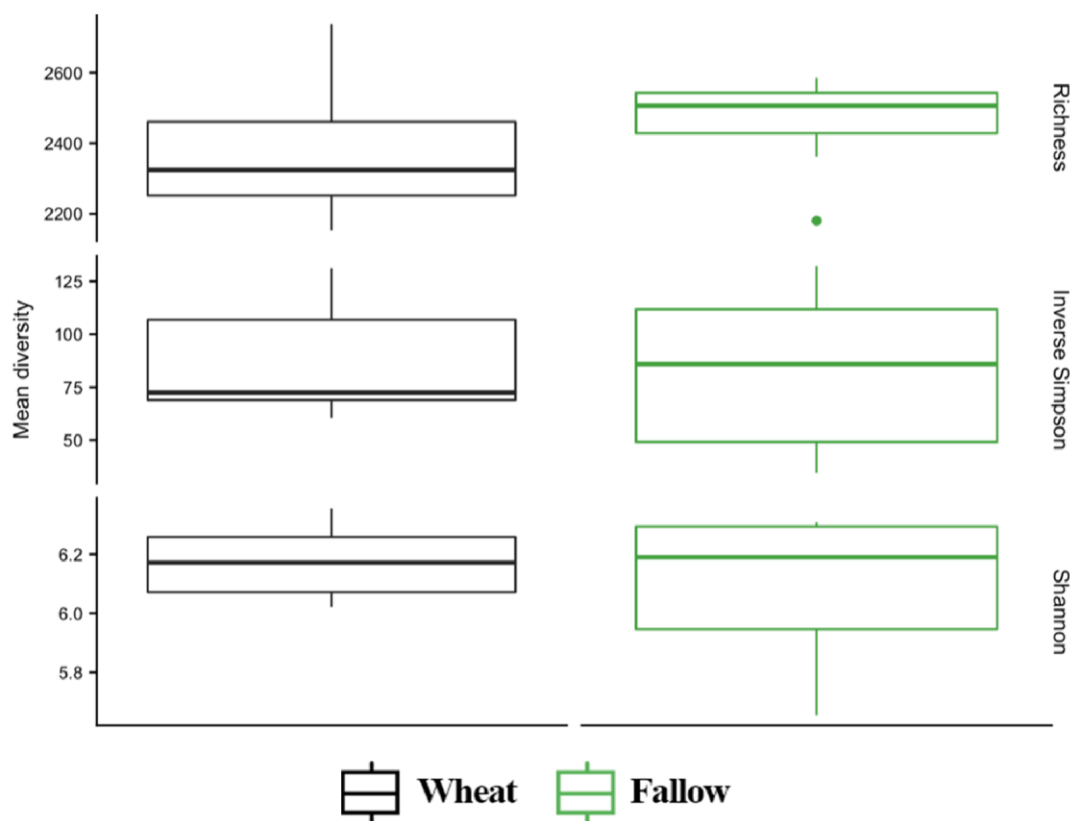 Mean diversity
2600
2400
2200
Richness
125
100
75
50
Inverse Simpson
6.2
6.0
5.8
Shannon
Wheat
Fallow